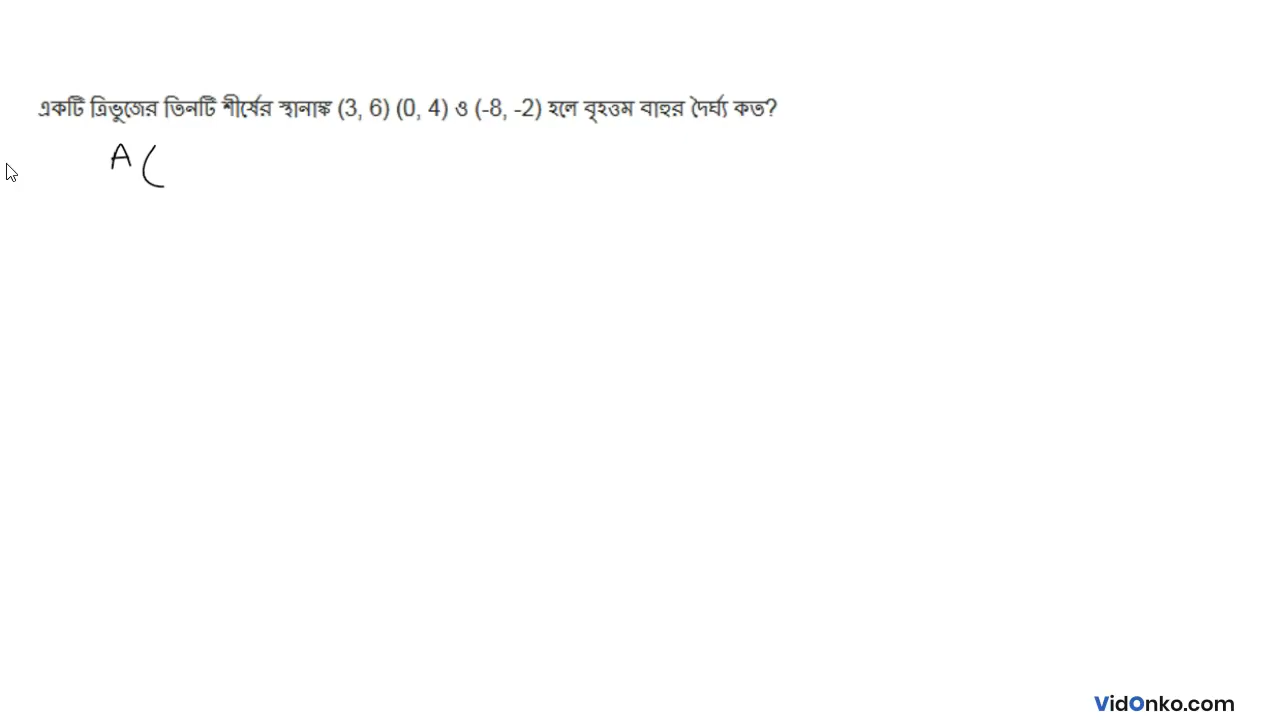 একটি ত্রিভুজের তিনটি শীর্ষের স্থানাঙ্ক (3, 6) (0, 4) ও (-8, -2) হলে বৃহত্তম বাহুর দৈর্ঘ্য কত?
A (
VidOnko.com